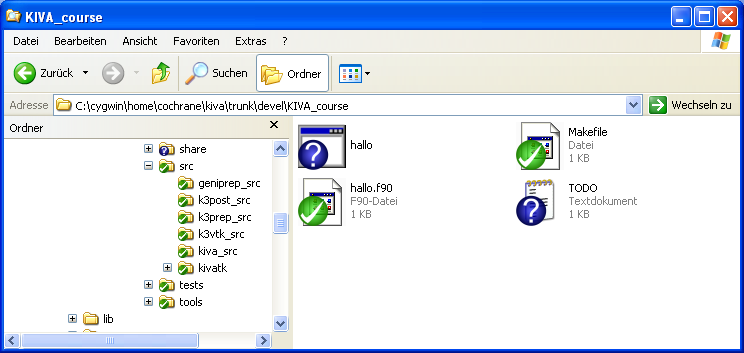 KIVA_course
Datei Bearbeiten Ansicht Favoriten Extras ?
Zurück Suchen Ordner
Adresse C:\cygwin\home\cochrane\kiva\trunk\devel\KIVA_course Wechseln zu
Ordner
share
src
geniprep_src
k3post_src
k3prep_src
k3vtk_src
kiva_src
kivatk
tests
tools
lib
hallo
Makefile
Datei
1 KB
hallo.f90
F90-Datei
1 KB
TODO
Textdokument
1 KB